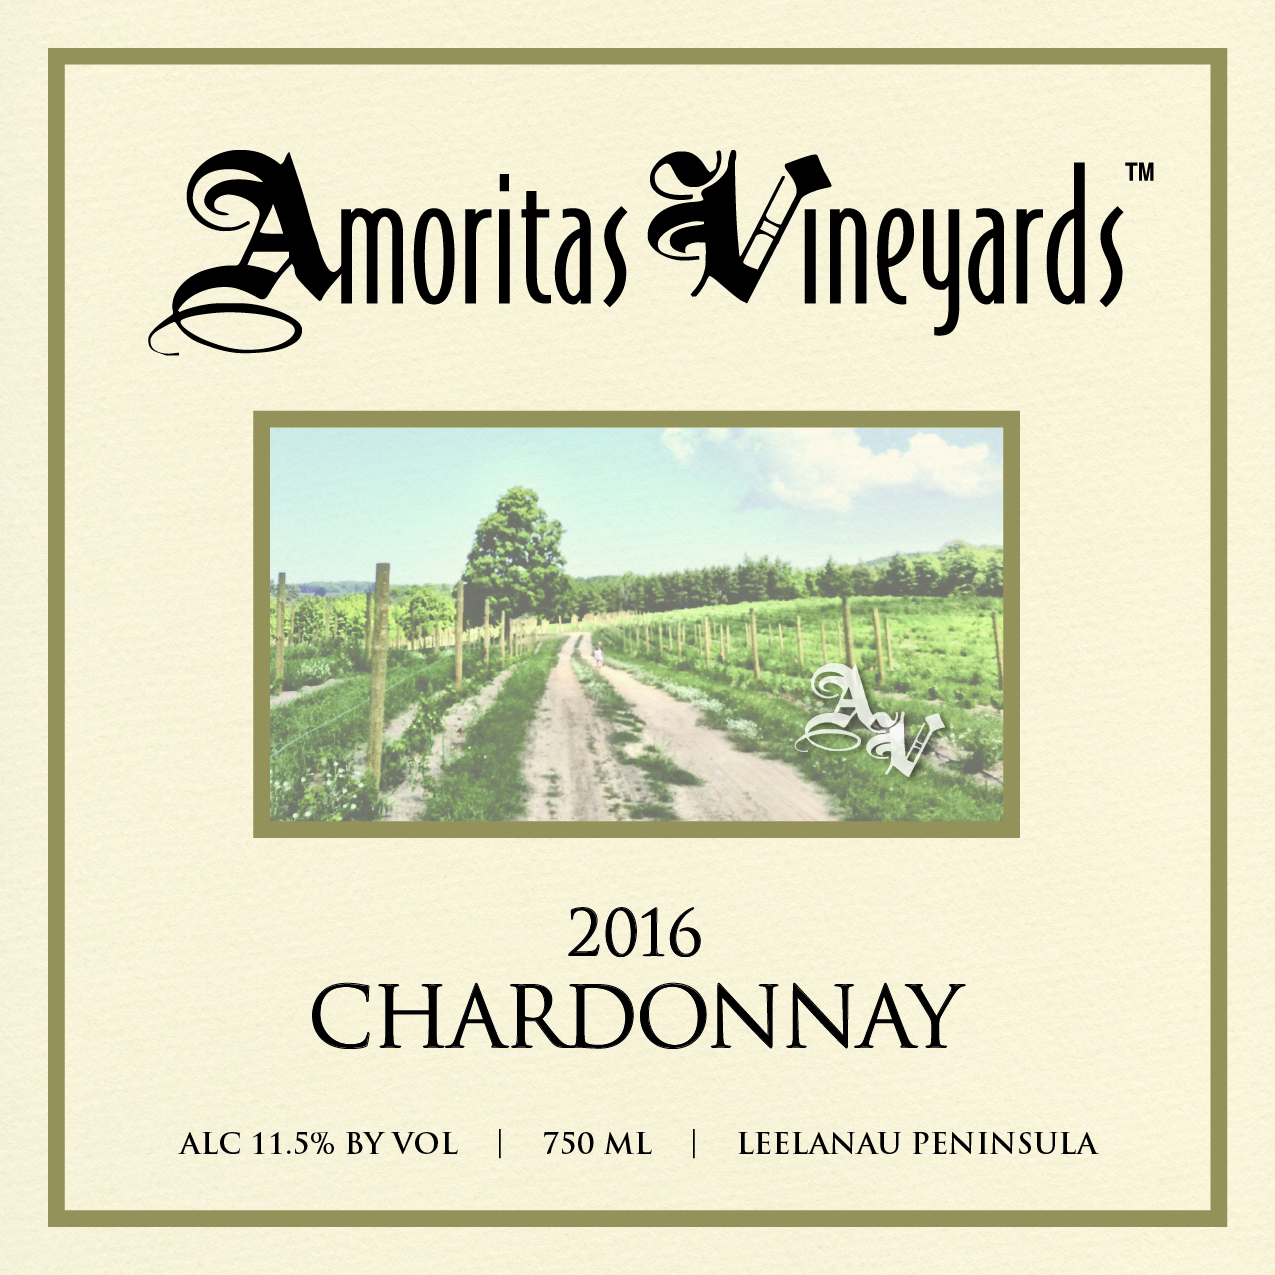 Amoritas Vineyards™
AV
2016
CHARDONNAY
ALC 11.5% BY VOL | 750 ML | LEELANAU PENINSULA